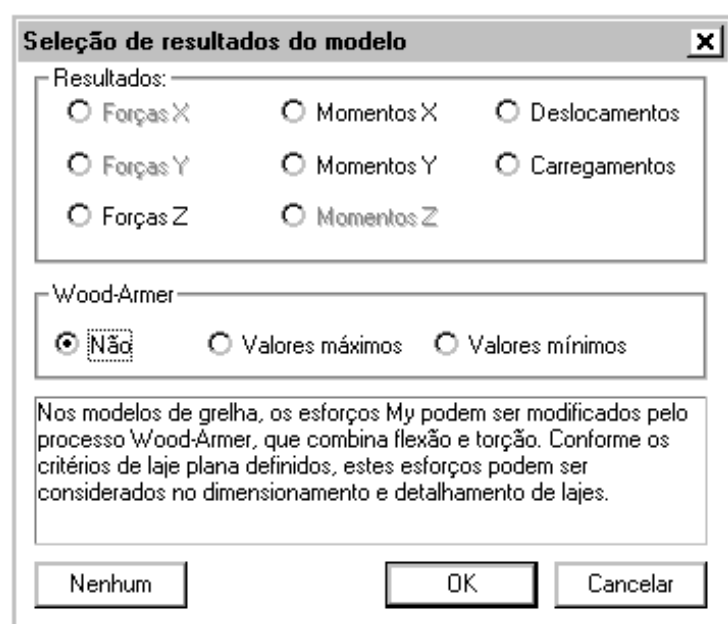 Seleção de resultados do modelo
Resultados:
Forças X Momentos X Deslocamentos
Forças Y Momentos Y Carregamentos
Forças Z Momentos Z
Wood-Armer
Não Valores máximos Valores mínimos
Nos modelos de grelha, os esforços My podem ser modificados pelo
processo Wood-Armer, que combina flexão e torção. Conforme os
critérios de laje plana definidos, estes esforços podem ser
considerados no dimensionamento e detalhamento de lajes.
Nenhum OK Cancelar